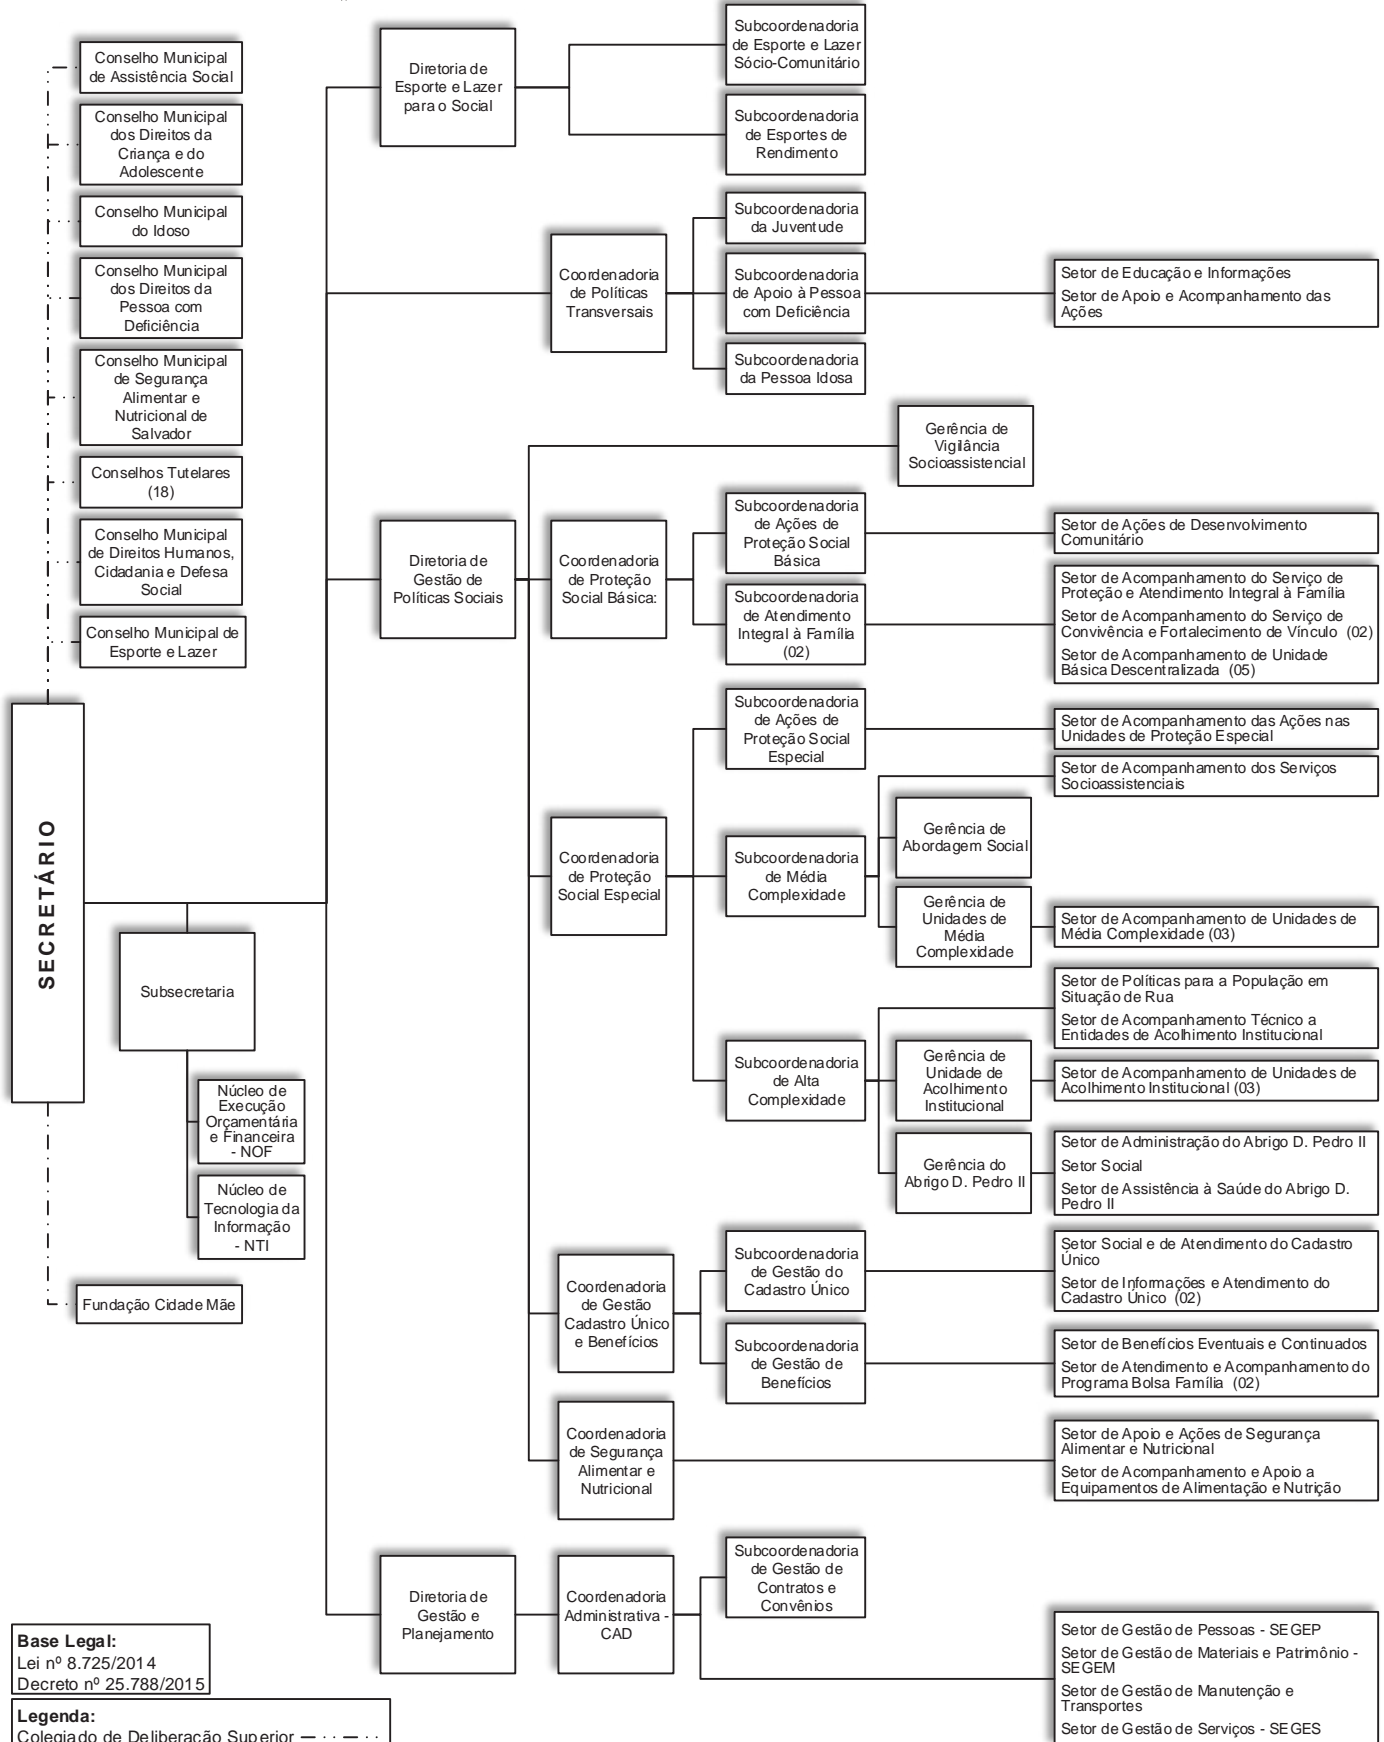 Conselho Municipal
de Assistência Social
Conselho Municipal
dos Direitos da
Criança e do
Adolescente
Conselho Municipal
do Idoso
Conselho Municipal
dos Direitos da
Pessoa com
Deficiência
Conselho Municipal
de Segurança
Alimentar e
Nutricional de
Salvador
Conselhos Tutelares
(18)
Conselho Municipal
de Direitos Humanos,
Cidadania e Defesa
Social
Conselho Municipal de
Esporte e Lazer
SECRETÁRIO
Subsecretaria
Núcleo de
Execução
Orçamentária
e Financeira
- NOF
Núcleo de
Tecnologia da
Informação
- NTI
Fundação Cidade Mãe
Diretoria de
Esporte e Lazer
para o Social
Subcoordenadoria
de Esporte e Lazer
Sócio-Comunitário
Subcoordenadoria
de Esportes de
Rendimento
Coordenadoria
de Políticas
Transversais
Subcoordenadoria
da Juventude
Subcoordenadoria
de Apoio à Pessoa
com Deficiência
Subcoordenadoria
da Pessoa Idosa
Setor de Educação e Informações
Setor de Apoio e Acompanhamento das
Ações
Diretoria de
Gestão de
Políticas Sociais
Gerência de
Vigilância
Socioassistencial
Coordenadoria
de Proteção
Social Básica:
Subcoordenadoria
de Ações de
Proteção Social
Básica
Setor de Ações de Desenvolvimento
Comunitário
Subcoordenadoria
de Atendimento
Integral à Família
(02)
Setor de Acompanhamento do Serviço de
Proteção e Atendimento Integral à Família
Setor de Acompanhamento do Serviço de
Convivência e Fortalecimento de Vínculo (02)
Setor de Acompanhamento de Unidade
Básica Descentralizada (05)
Coordenadoria
de Proteção
Social Especial
Subcoordenadoria
de Ações de
Proteção Social
Especial
Setor de Acompanhamento das Ações nas
Unidades de Proteção Especial
Subcoordenadoria
de Média
Complexidade
Setor de Acompanhamento dos Serviços
Socioassistenciais
Gerência de
Abordagem Social
Gerência de
Unidades de
Média
Complexidade
Setor de Acompanhamento de Unidades de
Média Complexidade (03)
Subcoordenadoria
de Alta
Complexidade
Setor de Políticas para a População em
Situação de Rua
Setor de Acompanhamento Técnico a
Entidades de Acolhimento Institucional
Gerência de
Unidade de
Acolhimento
Institucional
Setor de Acompanhamento de Unidades de
Acolhimento Institucional (03)
Gerência do
Abrigo D. Pedro II
Setor de Administração do Abrigo D. Pedro II
Setor Social
Setor de Assistência à Saúde do Abrigo D.
Pedro II
Coordenadoria
de Gestão
Cadastro Único
e Benefícios
Subcoordenadoria
de Gestão do
Cadastro Único
Setor Social e de Atendimento do Cadastro
Único
Setor de Informações e Atendimento do
Cadastro Único (02)
Subcoordenadoria
de Gestão de
Benefícios
Setor de Benefícios Eventuais e Continuados
Setor de Atendimento e Acompanhamento do
Programa Bolsa Família (02)
Coordenadoria
de Segurança
Alimentar e
Nutricional
Setor de Apoio e Ações de Segurança
Alimentar e Nutricional
Setor de Acompanhamento e Apoio a
Equipamentos de Alimentação e Nutrição
Diretoria de
Gestão e
Planejamento
Coordenadoria
Administrativa -
CAD
Subcoordenadoria
de Gestão de
Contratos e
Convênios
Setor de Gestão de Pessoas - SEGEP
Setor de Gestão de Materiais e Patrimônio -
SEGEM
Setor de Gestão de Manutenção e
Transportes
Setor de Gestão de Serviços - SEGES
Base Legal:
Lei nº 8.725/2014
Decreto nº 25.788/2015
Legenda:
Colegiado de Deliberação Superior